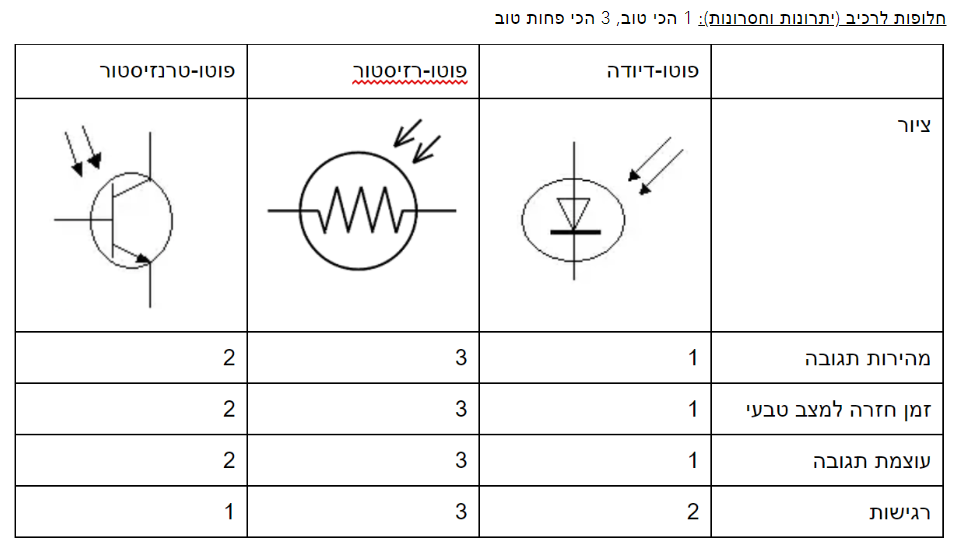 חלופות לרכיב (יתרונות וחסרונות): 1 הכי טוב, 3 הכי פחות טוב
פוטו-דיודה פוטו-רזיסטור פוטו-טרנזיסטור
ציור
מהירות תגובה 1 3 2
זמן חזרה למצב טבעי 1 3 2
עוצמת תגובה 1 3 2
רגישות 2 3 1